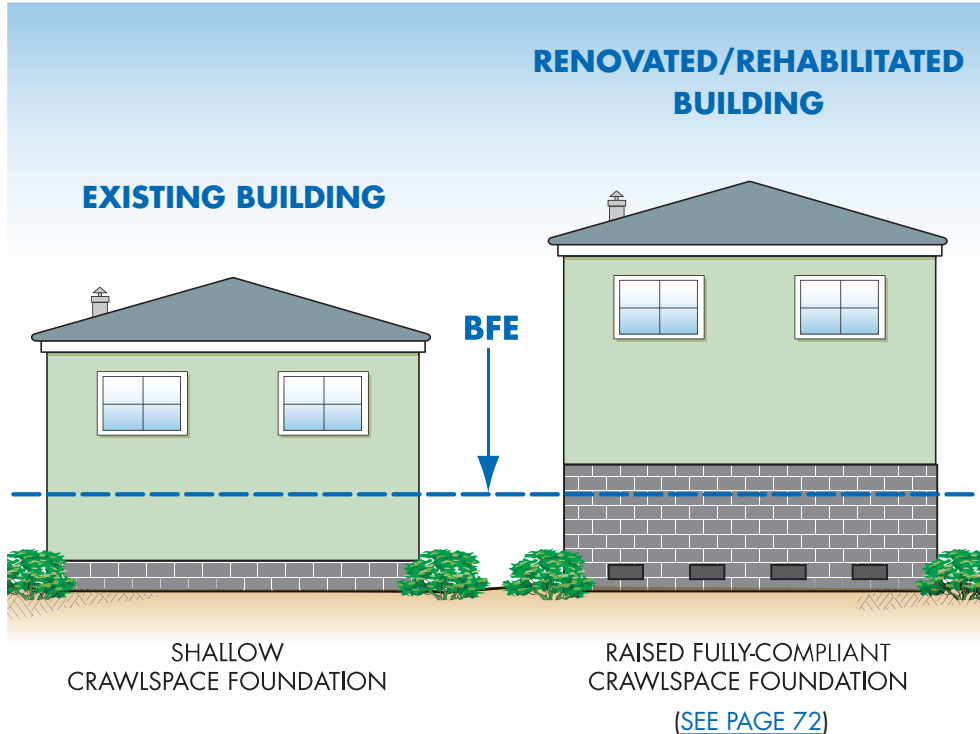 RENOVATED/REHABILITATED
BUILDING
EXISTING BUILDING
BFE
SHALLOW
CRAWLSPACE FOUNDATION
RAISED FULLY-COMPLIANT
CRAWLSPACE FOUNDATION
(SEE PAGE 72)